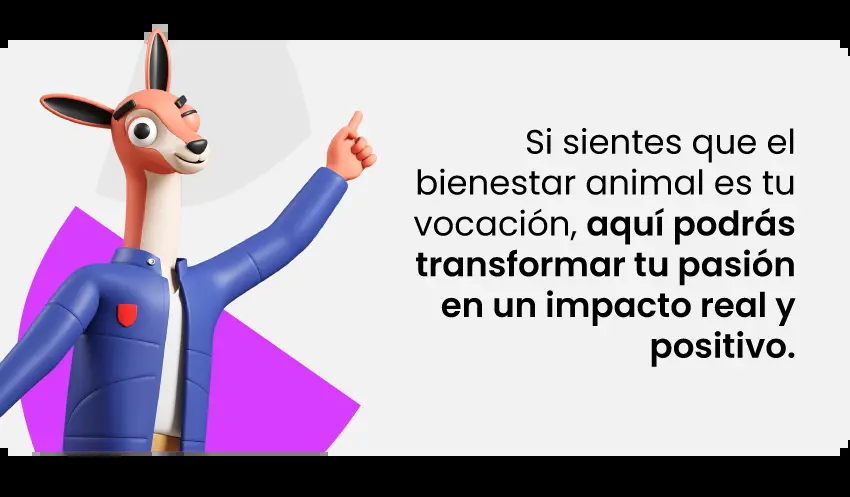 Si sientes que el
bienestar animal es tu
vocación, aquí podrás
transformar tu pasión
en un impacto real y
positivo.